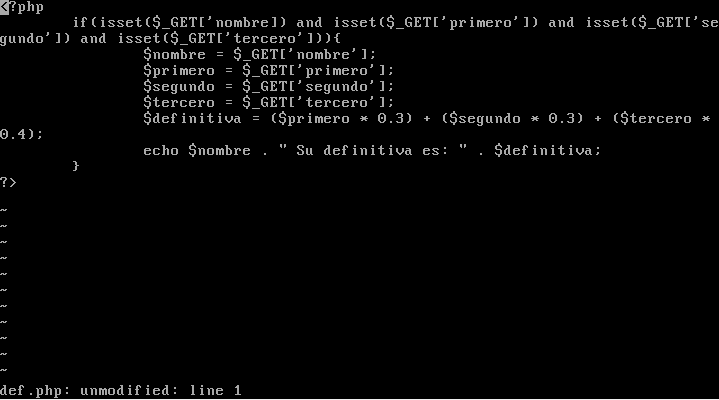 <?php
if(isset($_GET['nombre]) and isset($_GET['primero']) and isset($_GET['se
gundo']) and isset($_GET['tercero'])){
$nombre = $_GET['nombre'];
$primero = $_GET['primero'];
$segundo = $_GET['segundo'];
$tercero = $_GET['tercero'];
$definitiva = ($primero * 0.3) + ($segundo * 0.3) + ($tercero *
0.4);
echo $nombre . " Su definitiva es: " . $definitiva;
}
?>
~
~
~
~
~
~
~
~
~
~
~
def.php: unmodified: line 1